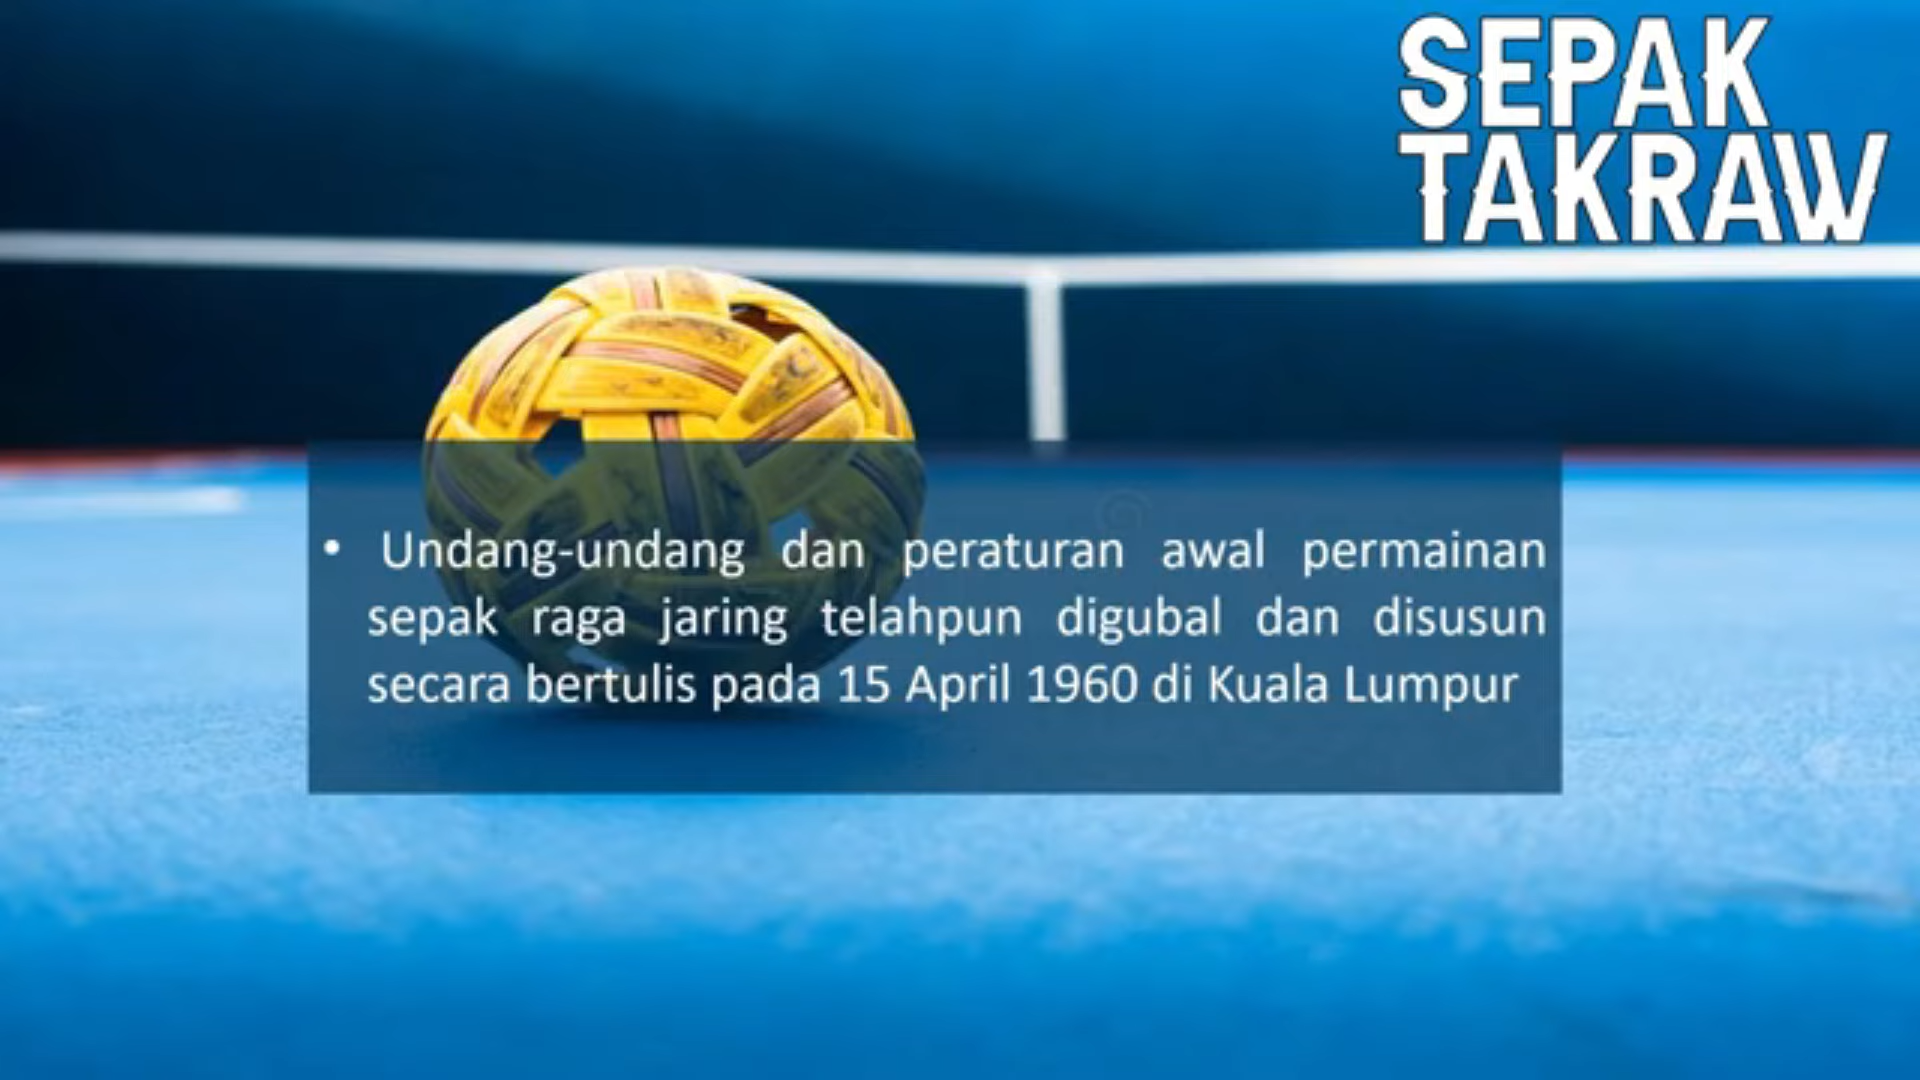 SEPAK
TAKRAW
• Undang-undang dan peraturan awal permainan
sepak raga jaring telahpun digubal dan disusun
secara bertulis pada 15 April 1960 di Kuala Lumpur